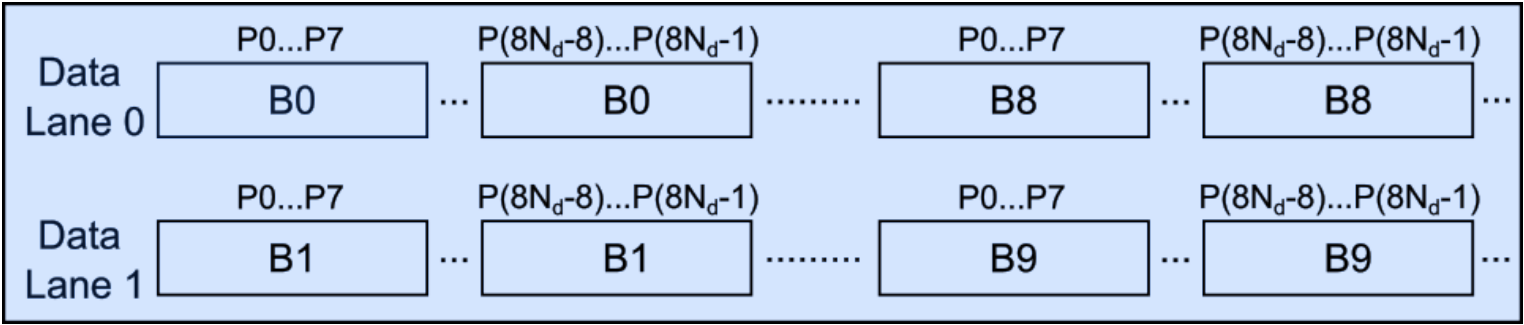 P0...P7 P(8Nd-8)...P(8Nd-1) P0...P7 P(8Nd-8)...P(8Nd-1)
Data Lane 0 B0 ... B0 ......... B8 ... B8 ...
P0...P7 P(8Nd-8)...P(8Nd-1) P0...P7 P(8Nd-8)...P(8Nd-1)
Data Lane 1 B1 ... B1 ......... B9 ... B9 ...